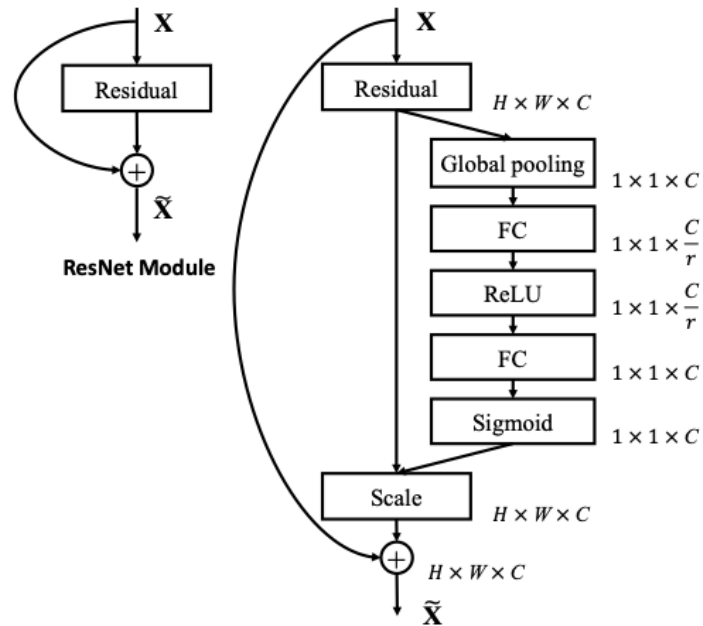 X
Residual
+
X̃
ResNet Module
X
Residual
H × W × C
Global pooling
1 × 1 × C
FC
1 × 1 × C/r
ReLU
1 × 1 × C/r
FC
1 × 1 × C
Sigmoid
1 × 1 × C
Scale
H × W × C
+
H × W × C
X̃